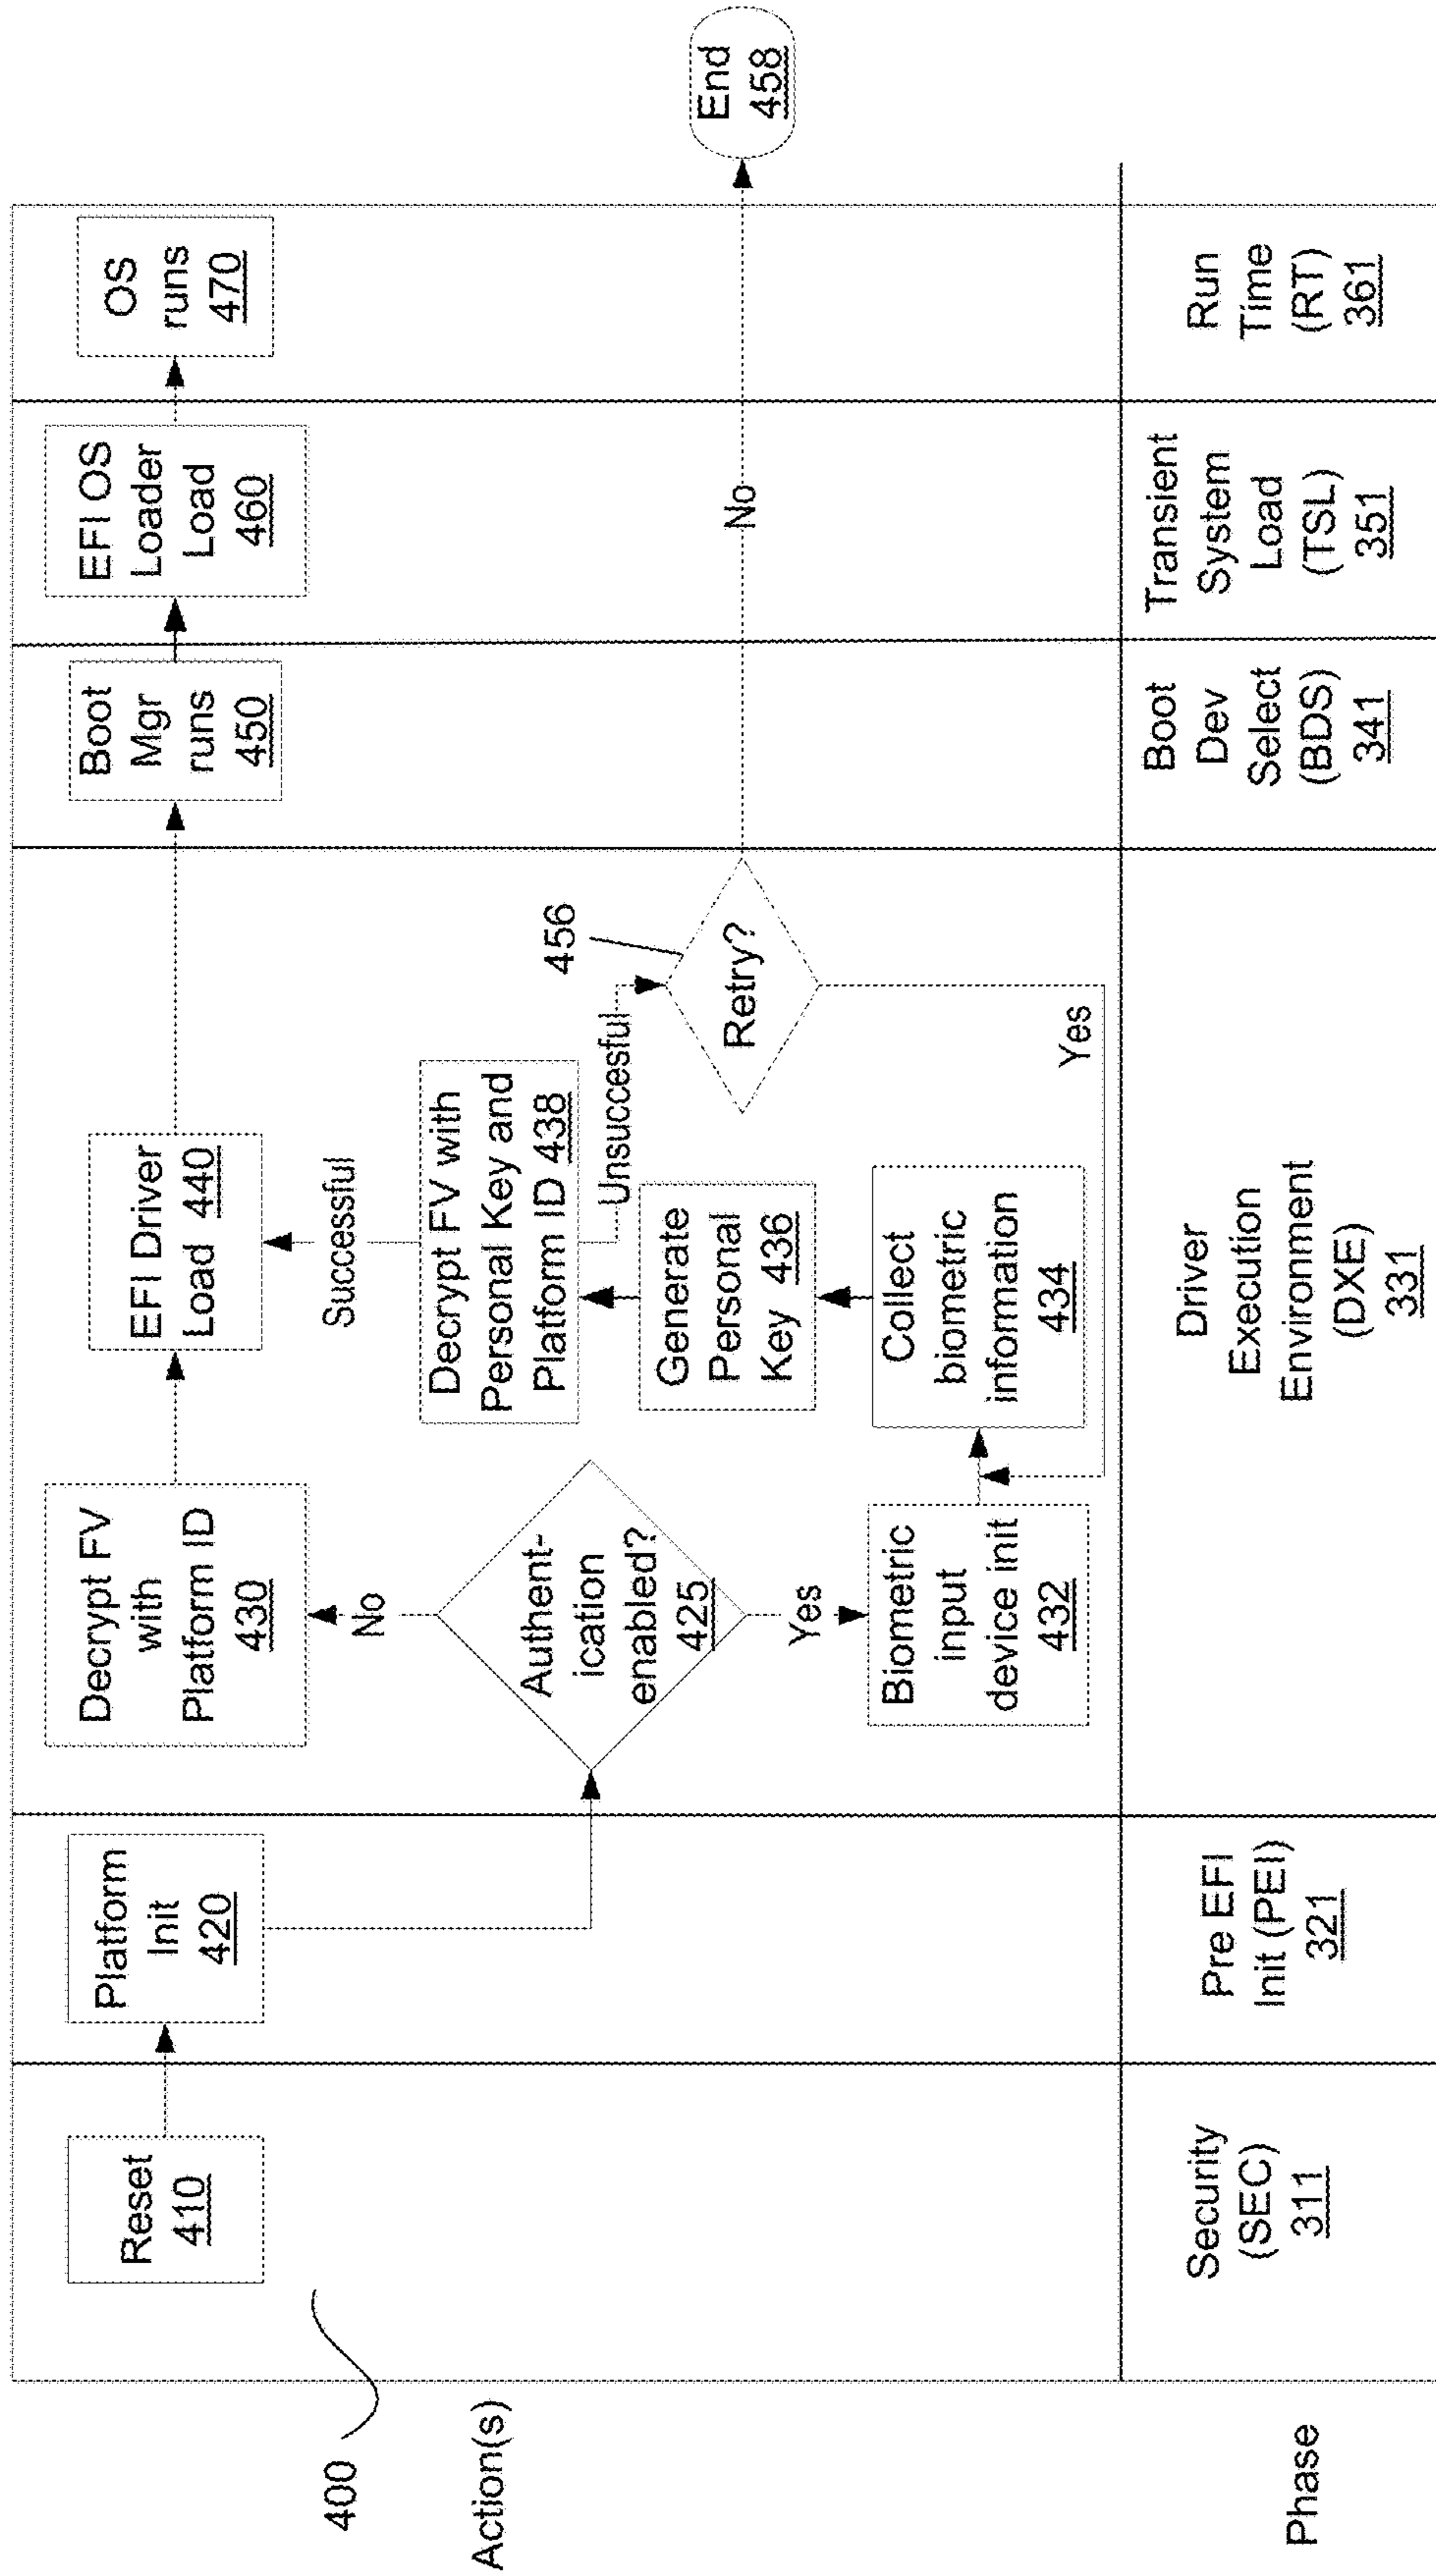 400
Action(s)
Phase
Reset
410
Security
(SEC)
311
Platform
Init
420
Pre EFI
Init (PEI)
321
Decrypt FV
with
Platform ID
430
No
Authent-
ication
enabled?
425
Yes
Biometric
input
device init
432
EFI Driver
Load 440
Successful
Decrypt FV with
Personal Key and
Platform ID 438
Unsuccesful
Generate
Personal
Key 436
Collect
biometric
information
434
456
Retry?
Yes
Driver
Execution
Environment
(DXE)
331
Boot
Mgr
runs
450
Boot
Dev
Select
(BDS)
341
EFI OS
Loader
Load
460
No
Transient
System
Load
(TSL)
351
OS
runs
470
Run
Time
(RT)
361
End
458